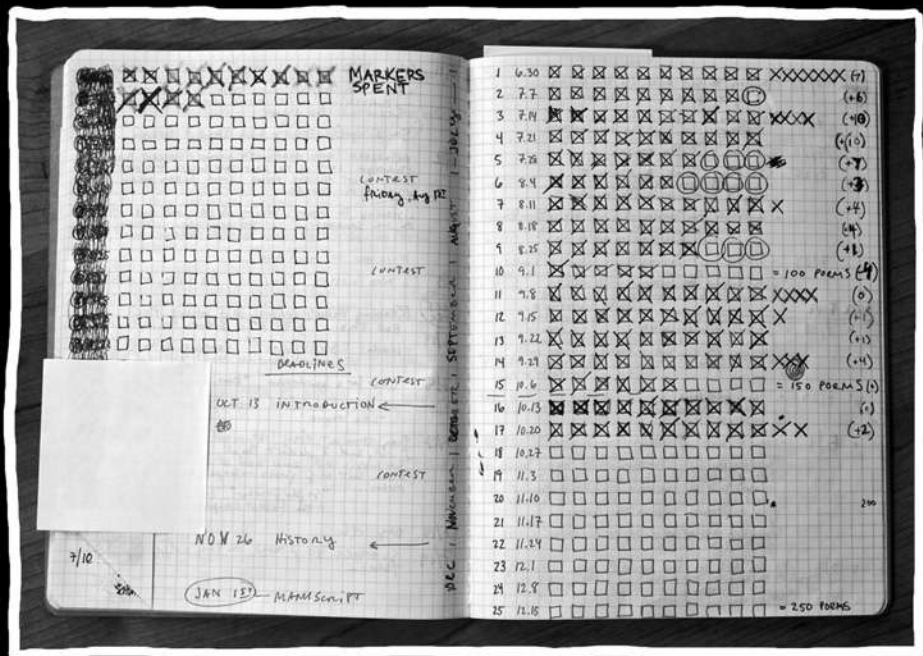 MARKERS
SPENT
CONTEST
friday, Aug
CONTEST
DEADLINES
CONTEST
OCT 13 INTRODUCTION
CONTEST
NOV 26 HISTORY
7/10
JAN 1ST MANUSCRIPT
DEC | NOVEMBER | OCTOBER | SEPTEMBER | AUGUST | JULY
1 6.30 (+7)
2 7.7 (+6)
3 7.14 (+10)
4 7.21 (+10)
5 7.28 (+7)
6 8.4 (+3)
7 8.11 (+4)
8 8.18
9 8.25 (+1)
10 9.1 = 100 POEMS (-4)
11 9.8 (0)
12 9.15 (+1)
13 9.22 (+1)
14 9.29 (+4)
15 10.6 = 150 POEMS (0)
16 10.13 (0)
17 10.20 (+2)
18 10.27
19 11.3
20 11.10 200
21 11.17
22 11.24
23 12.1
24 12.8
25 12.15 = 250 POEMS